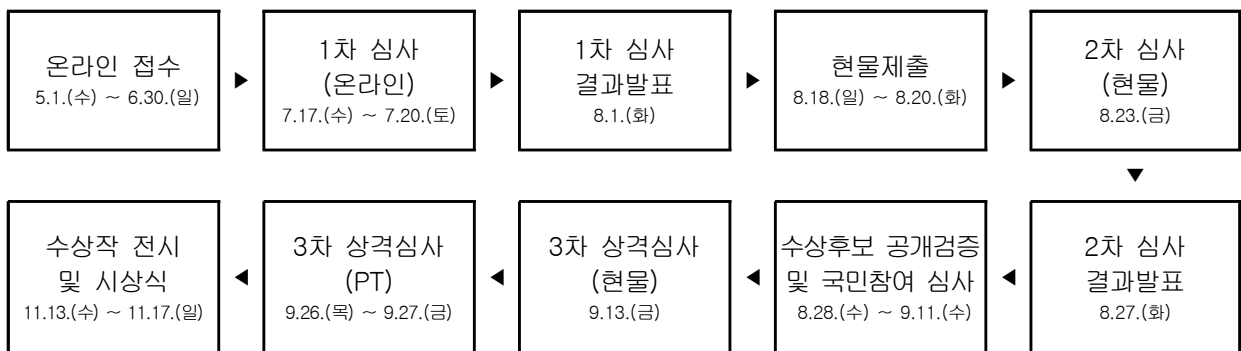 온라인 접수
5.1.(수) ~ 6.30.(일)
▶
1차 심사
(온라인)
7.17.(수) ~ 7.20.(토)
▶
1차 심사
결과발표
8.1.(화)
▶
현물제출
8.18.(일) ~ 8.20.(화)
▶
2차 심사
(현물)
8.23.(금)
▼
2차 심사
결과발표
8.27.(화)
◀
수상후보 공개검증
및 국민참여 심사
8.28.(수) ~ 9.11.(수)
◀
3차 상격심사
(현물)
9.13.(금)
◀
3차 상격심사
(PT)
9.26.(목) ~ 9.27.(금)
◀
수상작 전시
및 시상식
11.13.(수) ~ 11.17.(일)